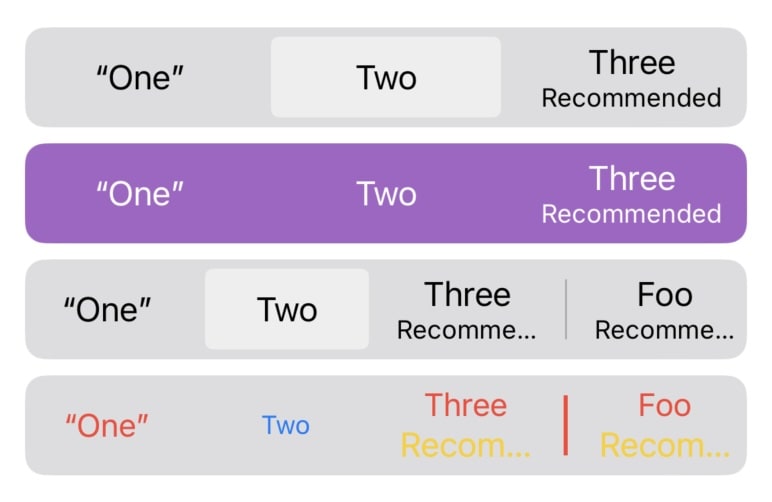 “One”
Two
Three
Recommended
“One”
Two
Three
Recommended
“One”
Two
Three
Recomme...
Foo
Recomme...
“One”
Two
Three
Recom...
Foo
Recom...